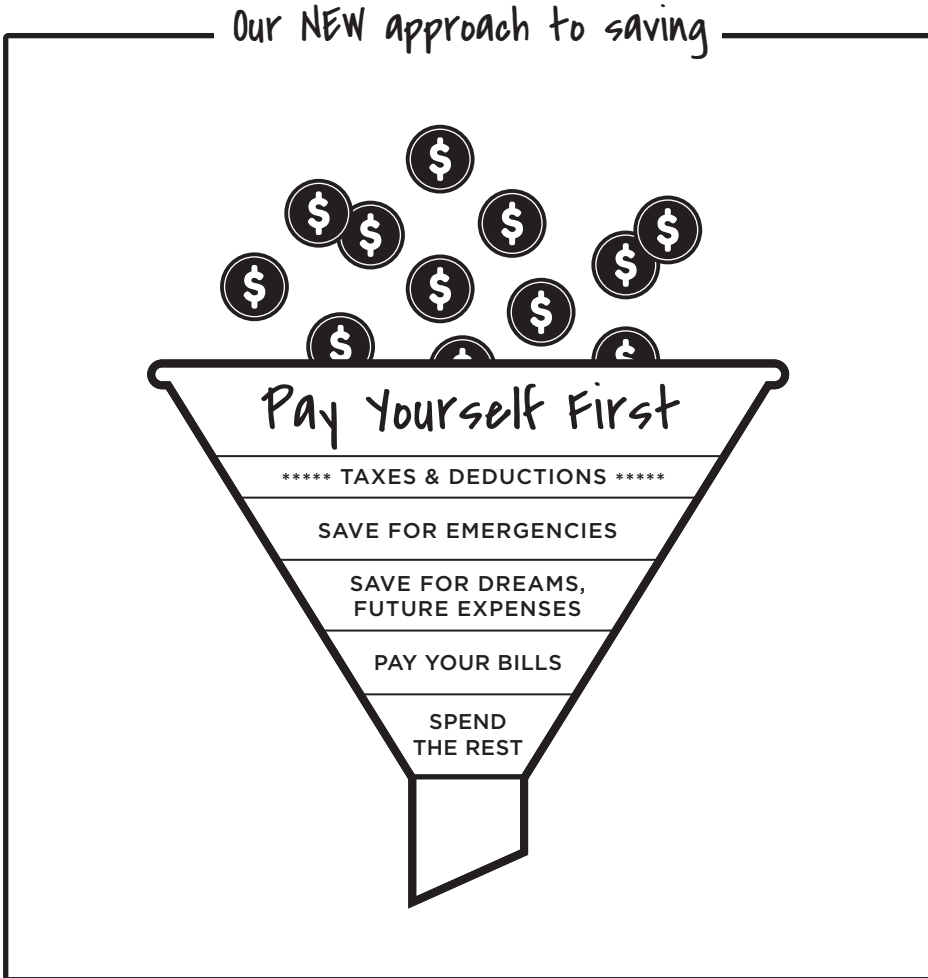 Our NEW approach to saving
$
$
$
$
$
$
$
$
$
$
$
$
$
Pay Yourself First
***** TAXES & DEDUCTIONS *****
SAVE FOR EMERGENCIES
SAVE FOR DREAMS,
FUTURE EXPENSES
PAY YOUR BILLS
SPEND
THE REST